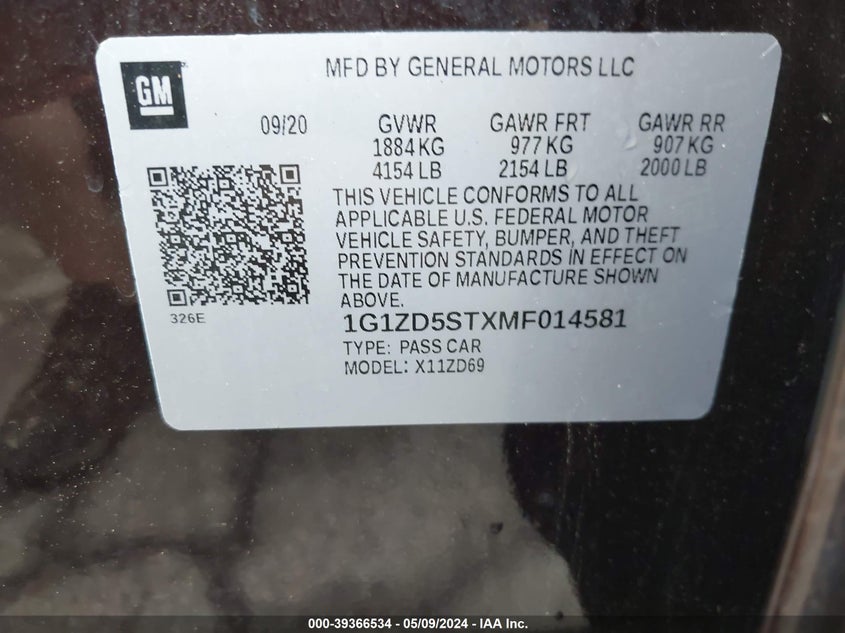 MFD BY GENERAL MOTORS LLC
GM
09/20 GVWR GAWR FRT GAWR RR
1884 KG 977 KG 907 KG
4154 LB 2154 LB 2000 LB
THIS VEHICLE CONFORMS TO ALL
APPLICABLE U.S. FEDERAL MOTOR
VEHICLE SAFETY, BUMPER, AND THEFT
PREVENTION STANDARDS IN EFFECT ON
THE DATE OF MANUFACTURE SHOWN
ABOVE.
326E
1G1ZD5STXMF014581
TYPE: PASS CAR
MODEL: X11ZD69
000-39366534 - 05/09/2024 - IAA Inc.